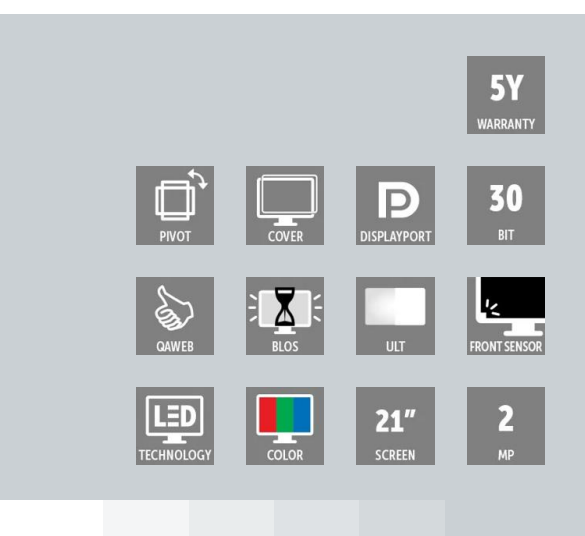 5Y
WARRANTY
PIVOT
COVER
DISPLAYPORT
30
BIT
QAWEB
BLOS
ULT
FRONT SENSOR
LED
TECHNOLOGY
COLOR
21"
SCREEN
2
MP